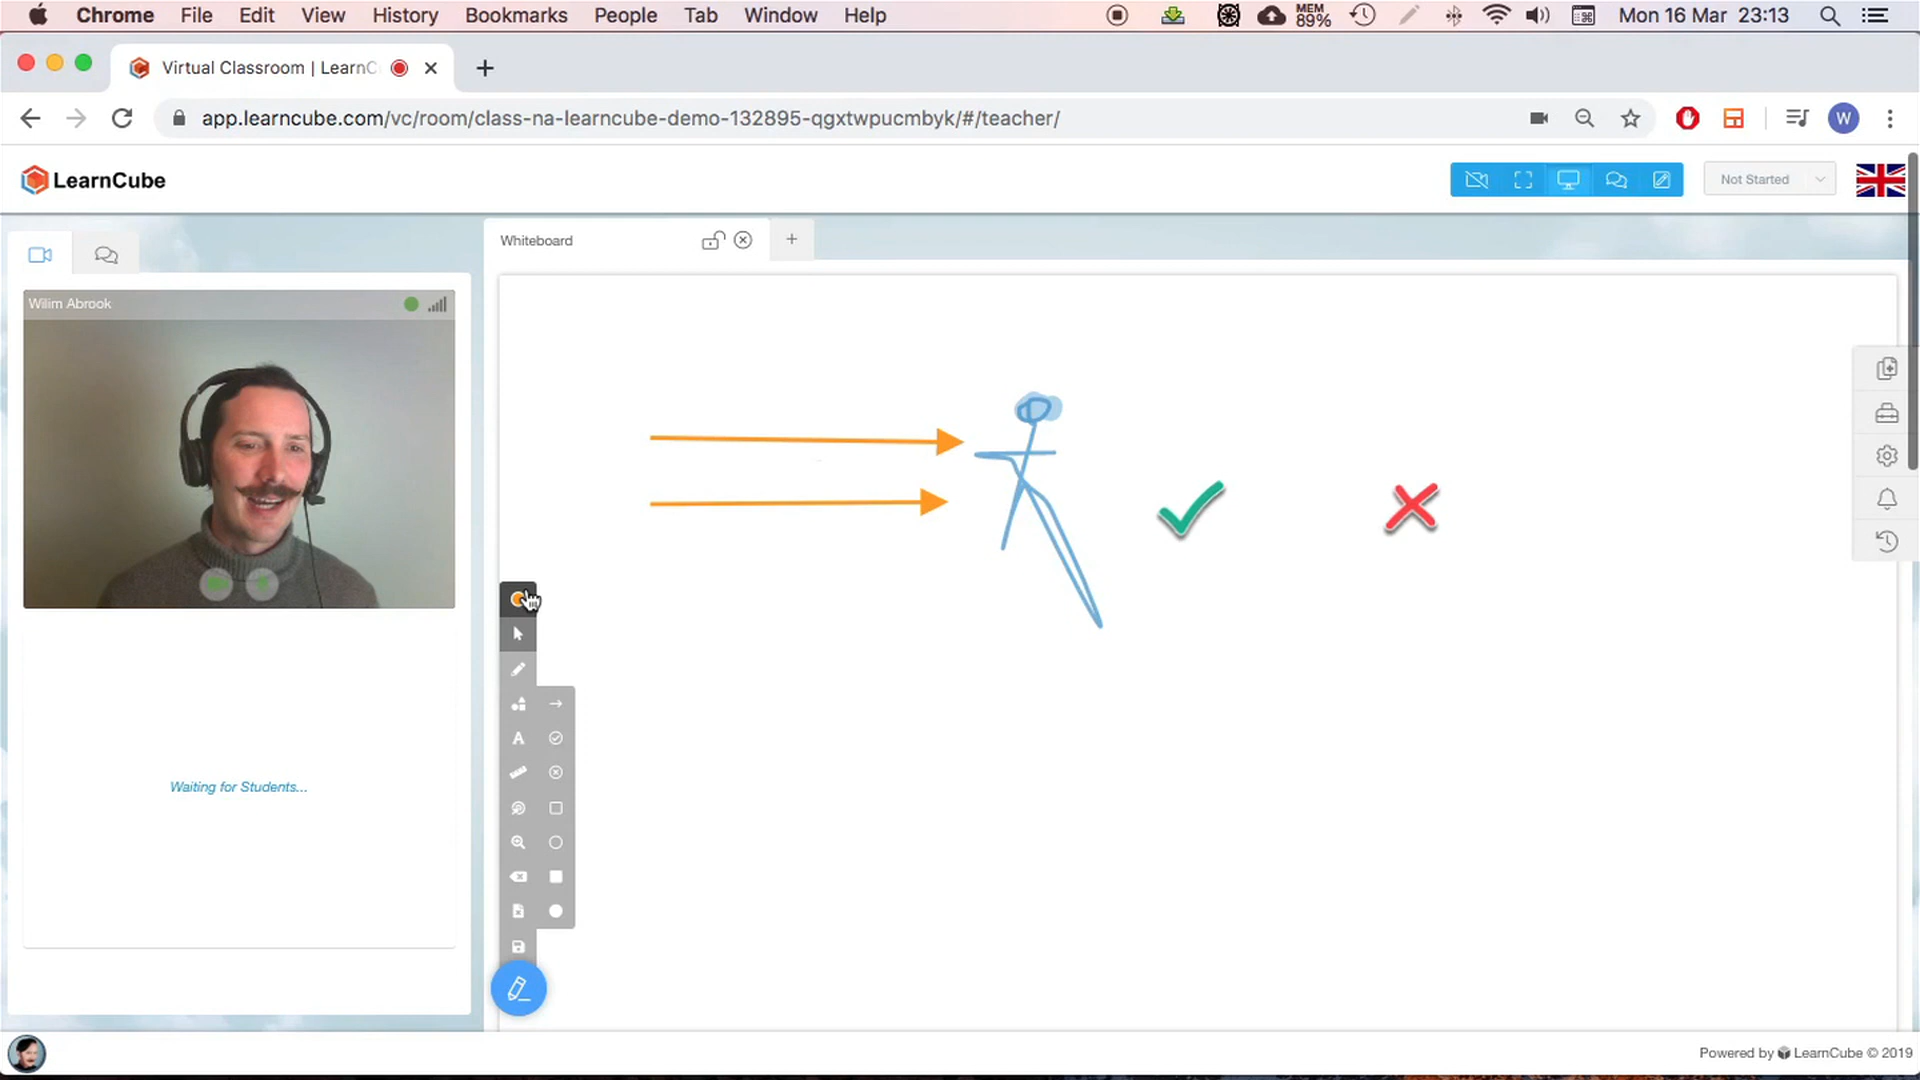 Chrome File Edit View History Bookmarks People Tab Window Help MEM 89% Mon 16 Mar 23:13
Virtual Classroom | LearnC
app.learncube.com/vc/room/class-na-learncube-demo-132895-qgxtwpucmbyk/#/teacher/ W
LearnCube Not Started
Whiteboard
Wilim Abrook
A
Waiting for Students...
Powered by LearnCube © 2019